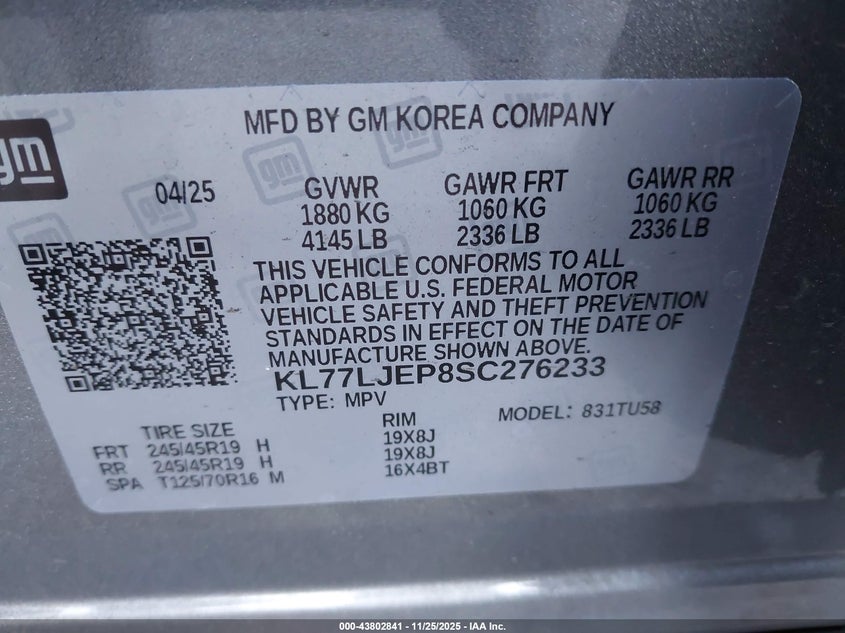 gm
MFD BY GM KOREA COMPANY
04/25
GVWR GAWR FRT GAWR RR
1880 KG 1060 KG 1060 KG
4145 LB 2336 LB 2336 LB
THIS VEHICLE CONFORMS TO ALL
APPLICABLE U.S. FEDERAL MOTOR
VEHICLE SAFETY AND THEFT PREVENTION
STANDARDS IN EFFECT ON THE DATE OF
MANUFACTURE SHOWN ABOVE.
KL77LJEP8SC276233
TYPE: MPV MODEL: 831TU58
TIRE SIZE RIM
FRT 245/45R19 H 19X8J
RR 245/45R19 H 19X8J
SPA T125/70R16 M 16X4BT
000-43802841 - 11/25/2025 - IAA Inc.